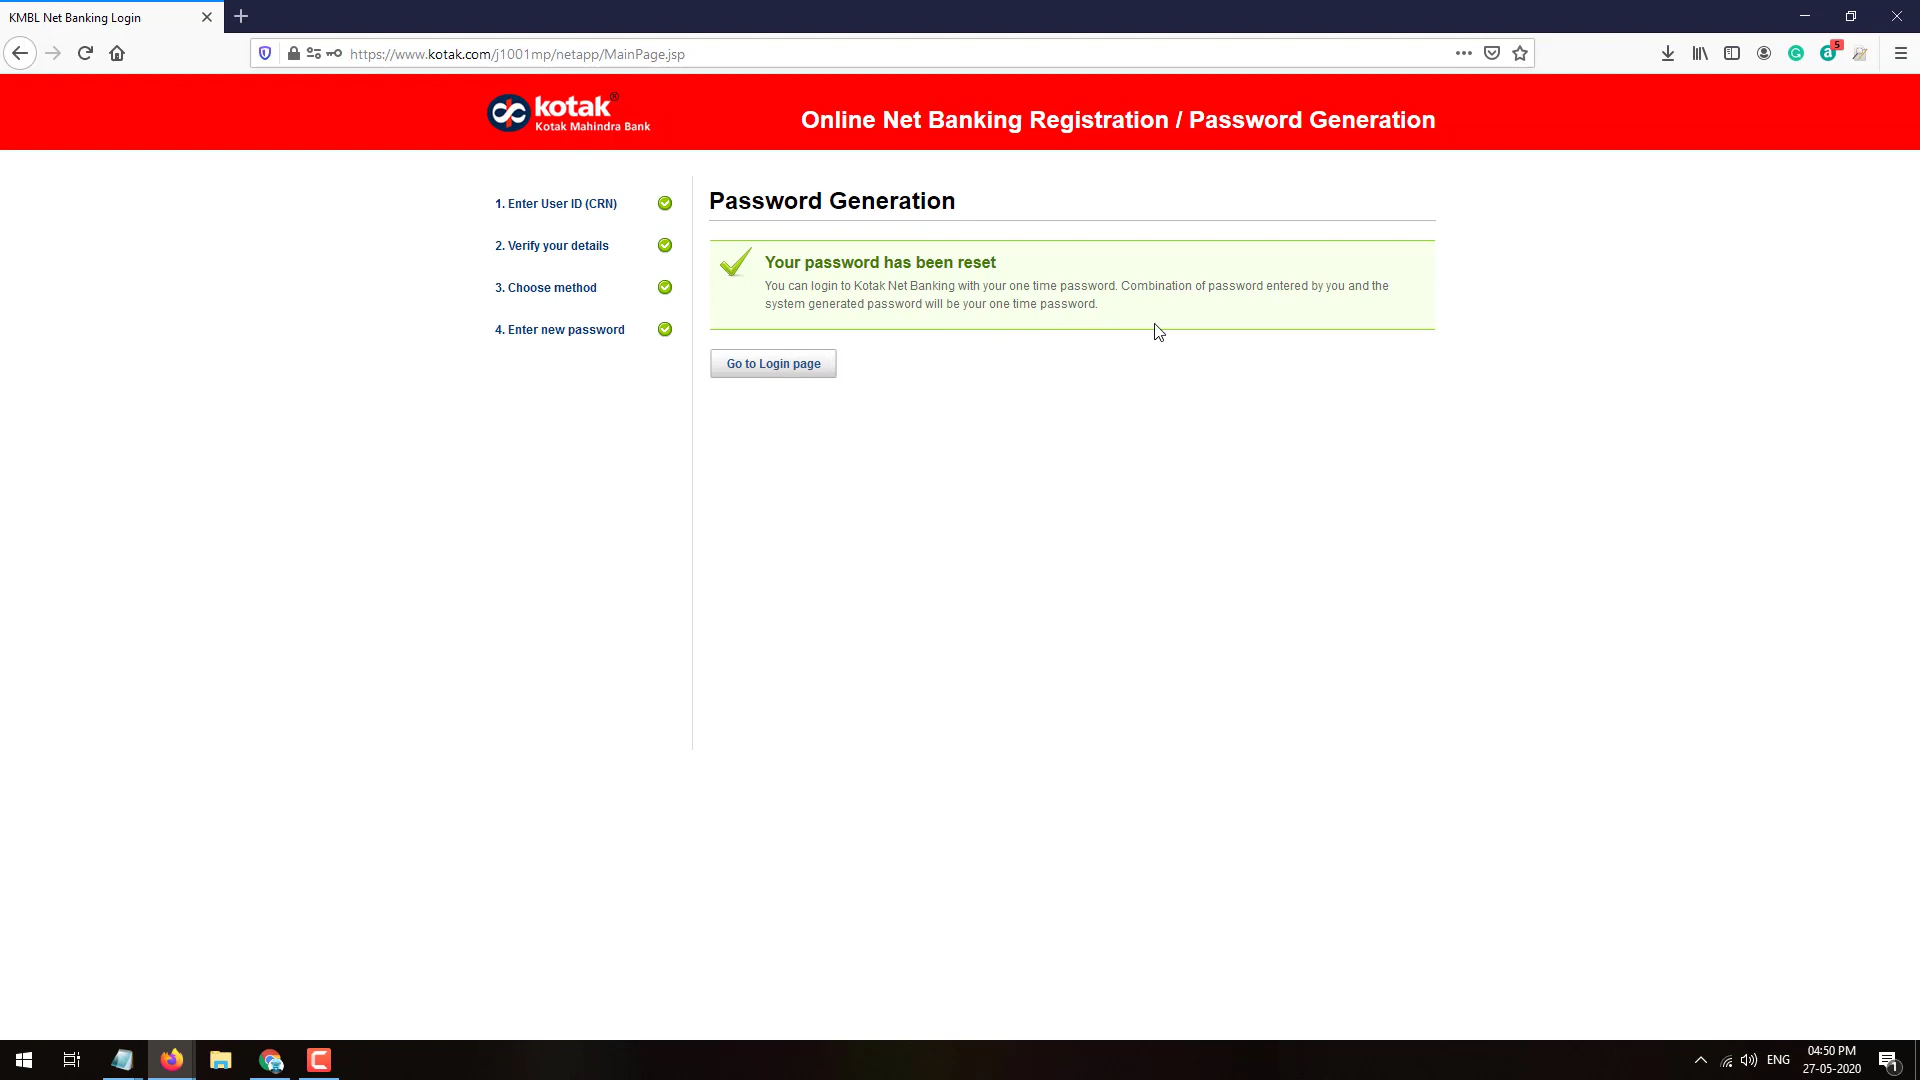 KMBL Net Banking Login
https://www.kotak.com/j1001mp/netapp/MainPage.jsp
5
kotak®
Kotak Mahindra Bank
Online Net Banking Registration / Password Generation
1. Enter User ID (CRN)
2. Verify your details
3. Choose method
4. Enter new password
Password Generation
Your password has been reset
You can login to Kotak Net Banking with your one time password. Combination of password entered by you and the
system generated password will be your one time password.
Go to Login page
ENG
04:50 PM
27-05-2020
1